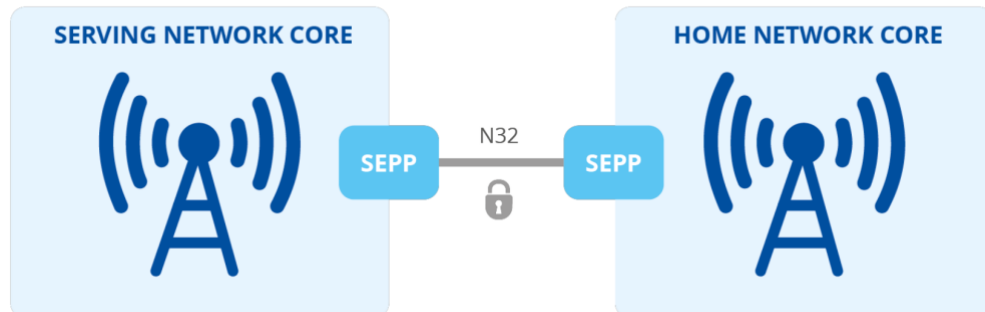 SERVING NETWORK CORE
HOME NETWORK CORE
N32
SEPP
SEPP